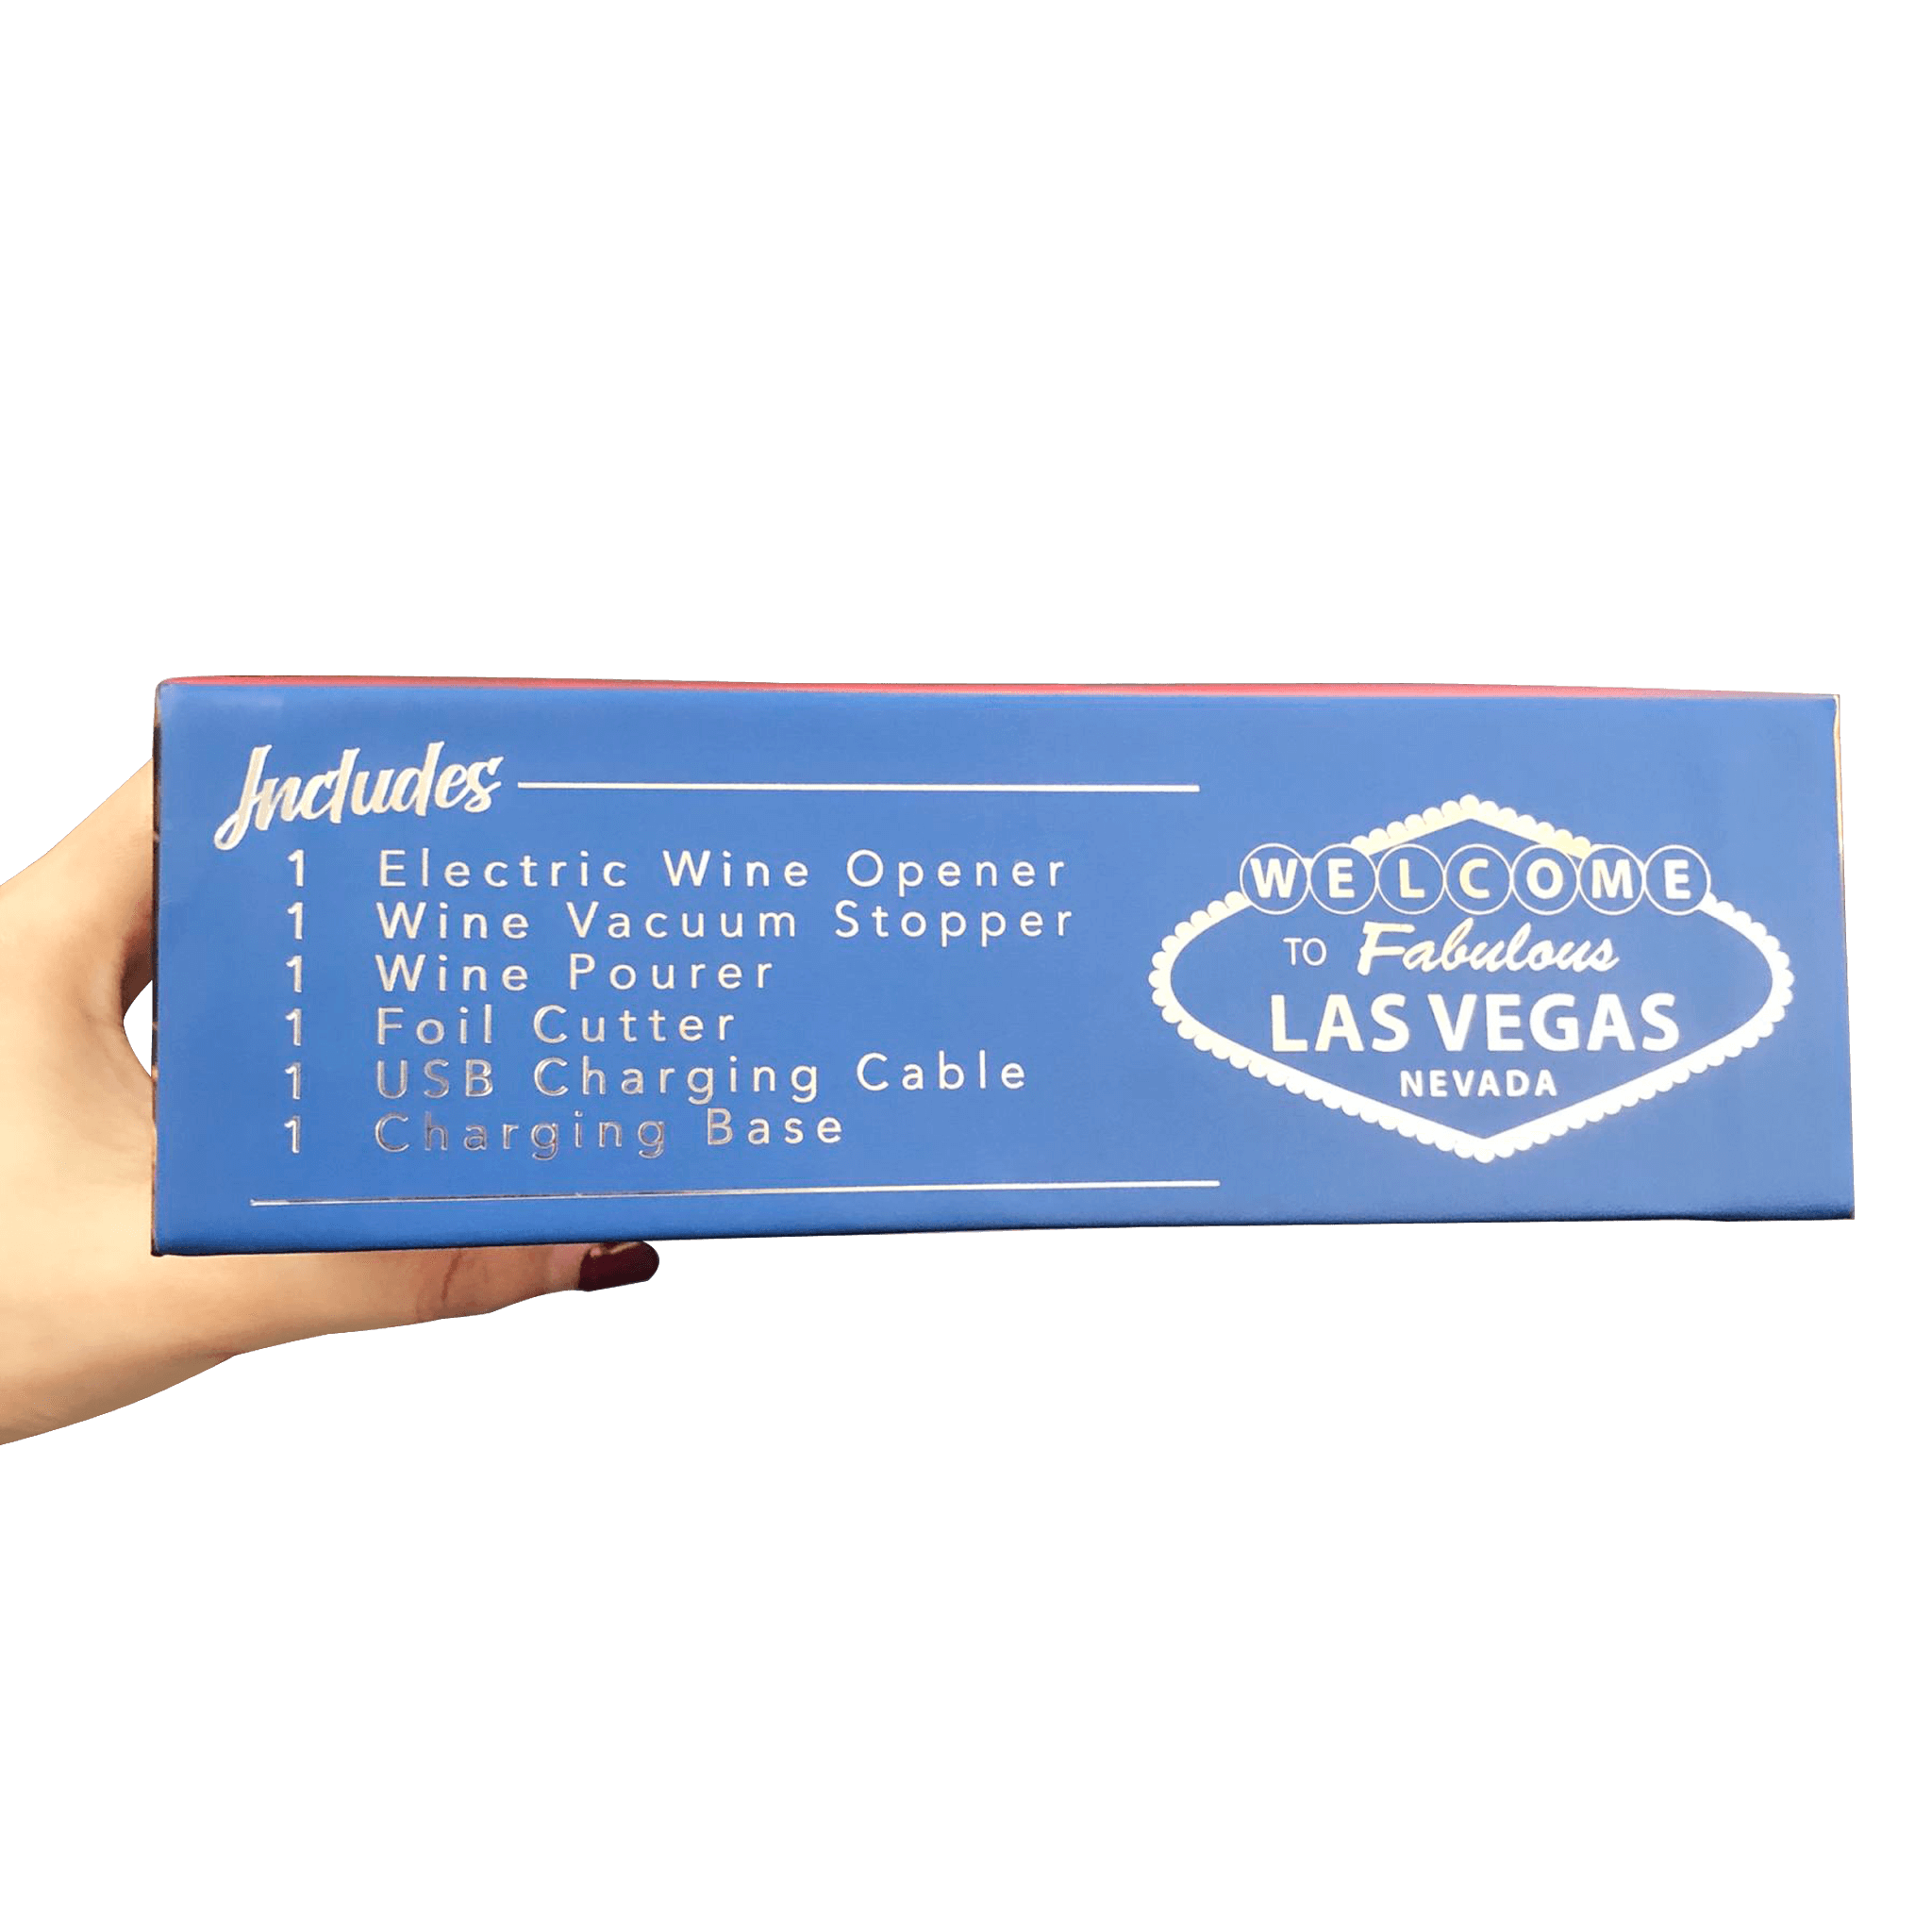 Includes
1 Electric Wine Opener
1 Wine Vacuum Stopper
1 Wine Pourer
1 Foil Cutter
1 USB Charging Cable
1 Charging Base
WELCOME
TO Fabulous
LAS VEGAS
NEVADA